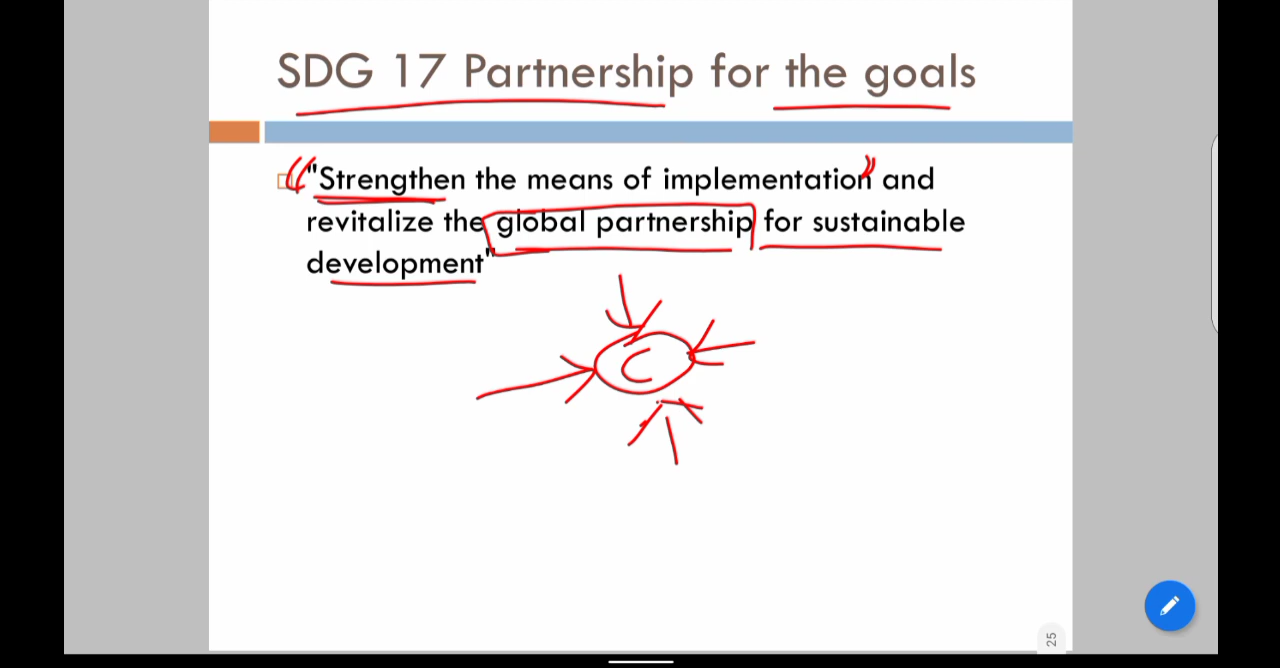 SDG 17 Partnership for the goals
"Strengthen the means of implementation" and
revitalize the global partnership for sustainable
development"
C
25